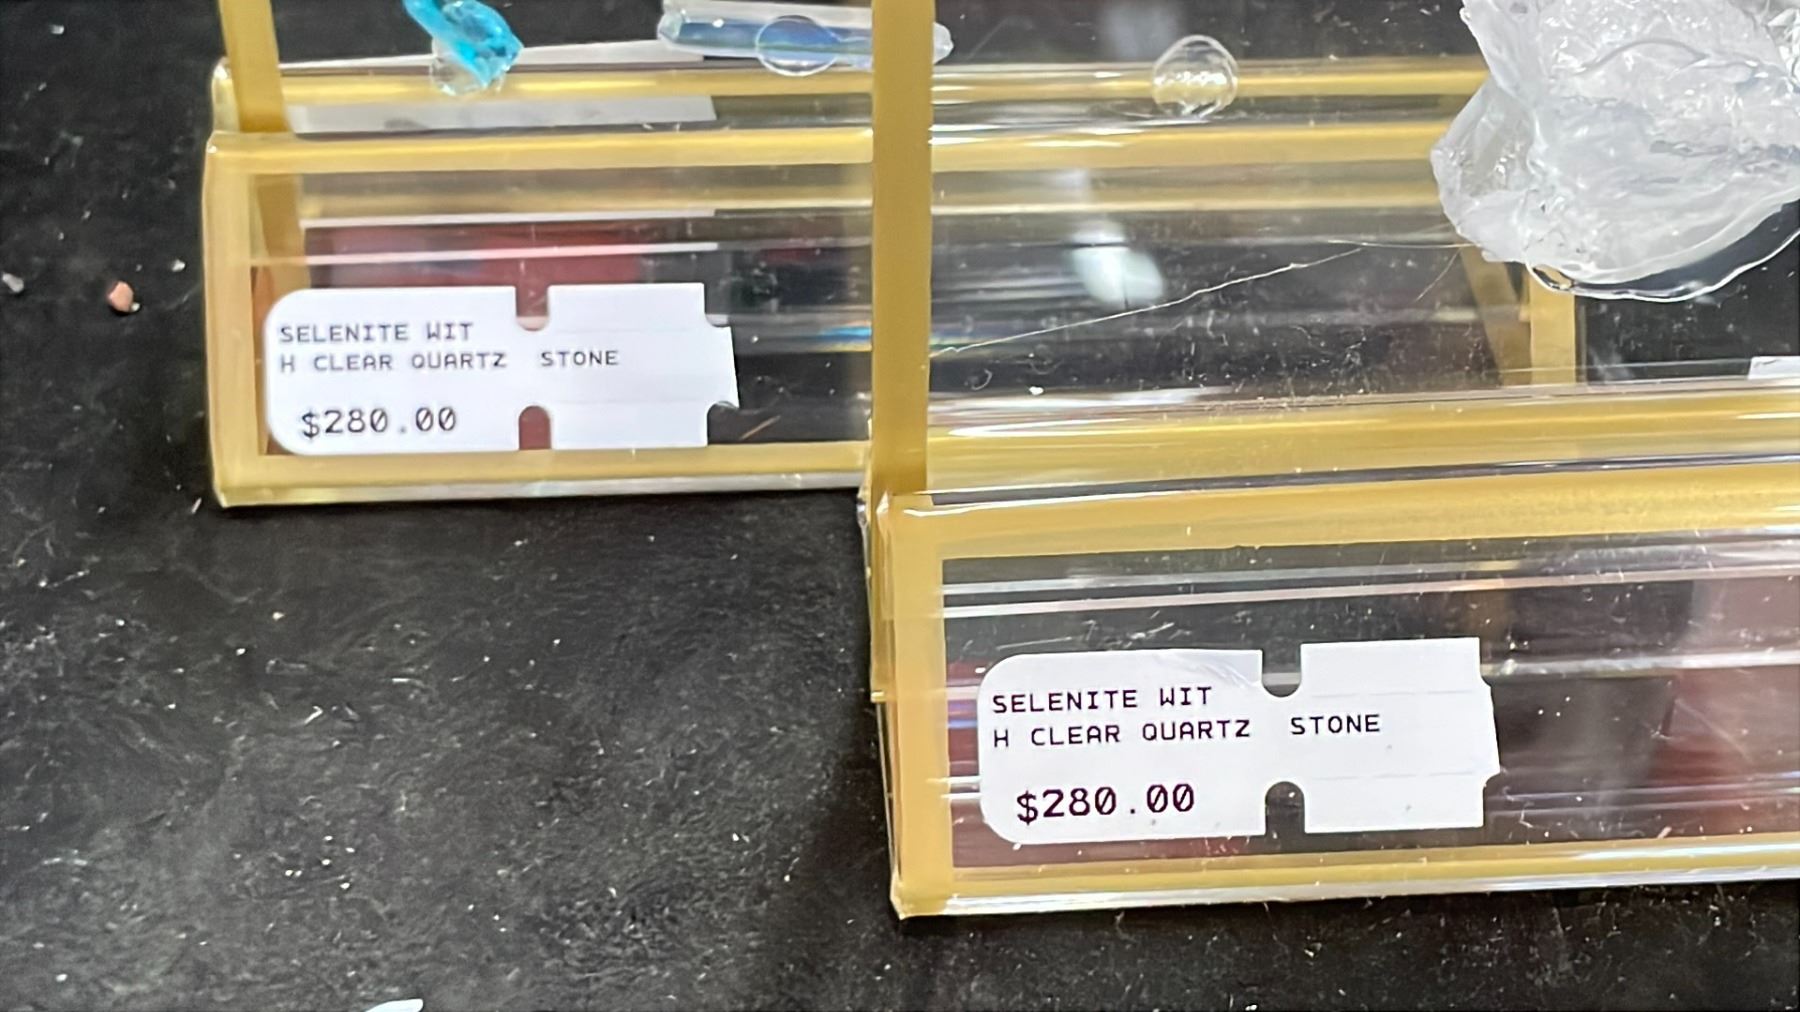 SELENITE WIT
H CLEAR QUARTZ STONE
$280.00
SELENITE WIT
H CLEAR QUARTZ STONE
$280.00